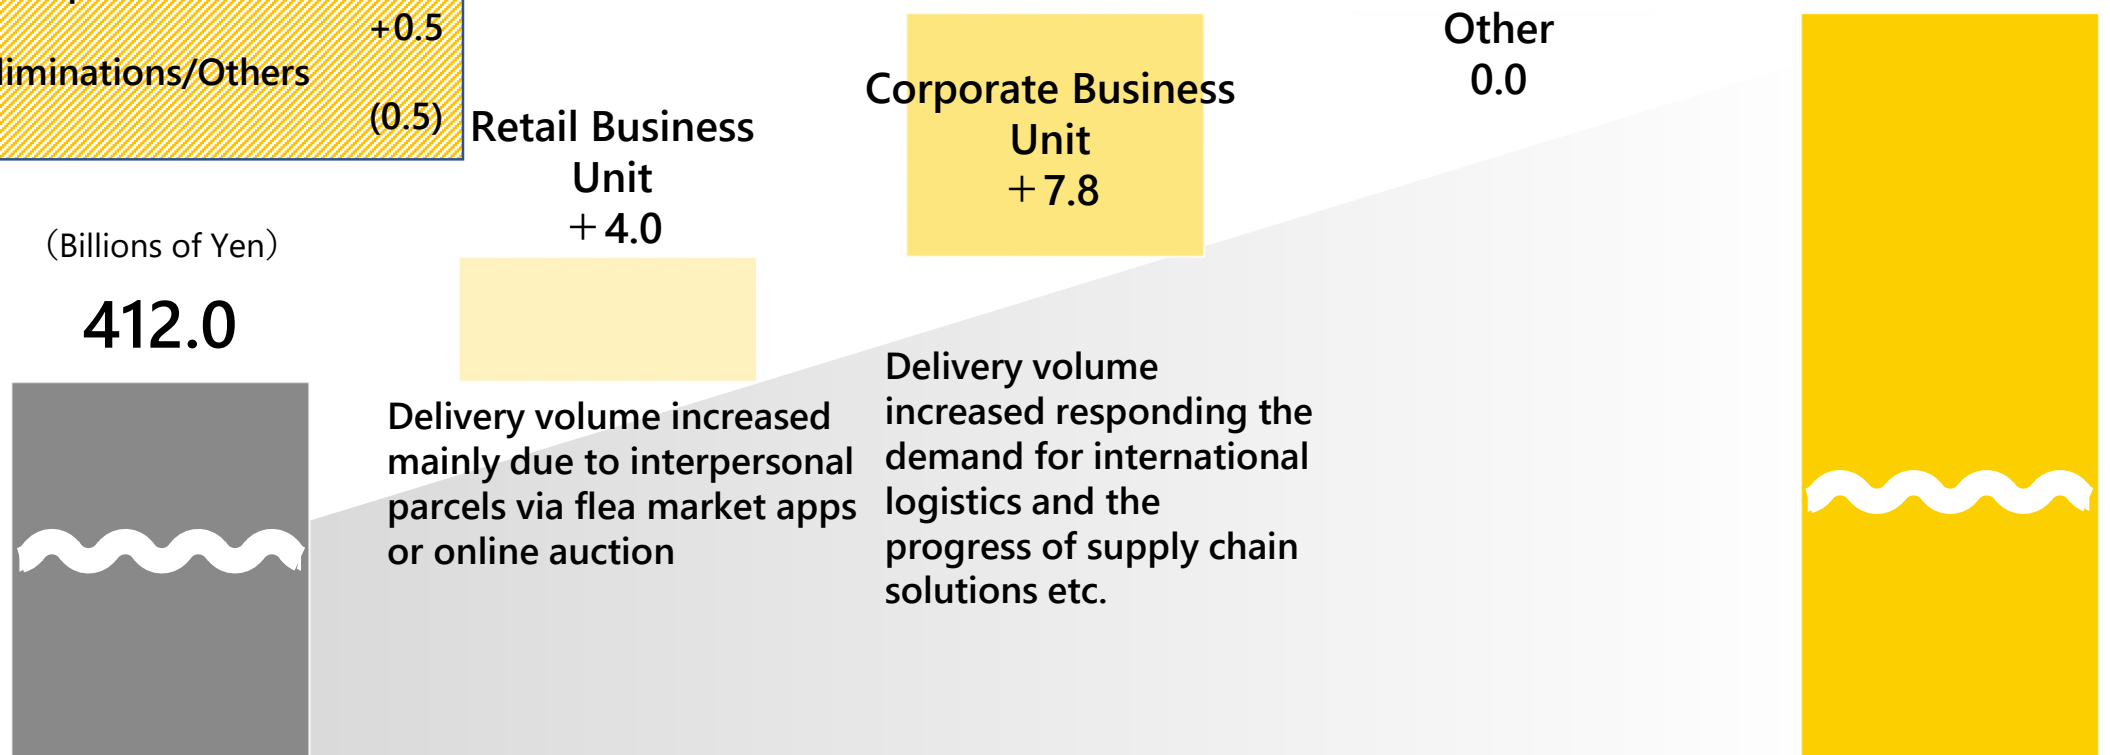 +0.5
liminations/Others
(0.5)
Retail Business
Unit
＋4.0
Corporate Business
Unit
＋7.8
Other
0.0
（Billions of Yen）
412.0
Delivery volume increased
mainly due to interpersonal
parcels via flea market apps
or online auction
Delivery volume
increased responding the
demand for international
logistics and the
progress of supply chain
solutions etc.